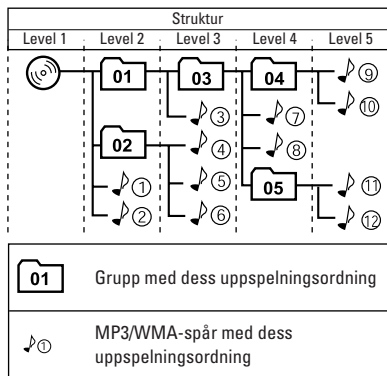 Struktur
Level 1 Level 2 Level 3 Level 4 Level 5
01 03 04 ⑨
⑩
③ ⑦
02 ④ ⑧
① ⑤ 05 ⑪
② ⑥ ⑫
01 Grupp med dess uppspelningsordning
① MP3/WMA-spår med dess
uppspelningsordning